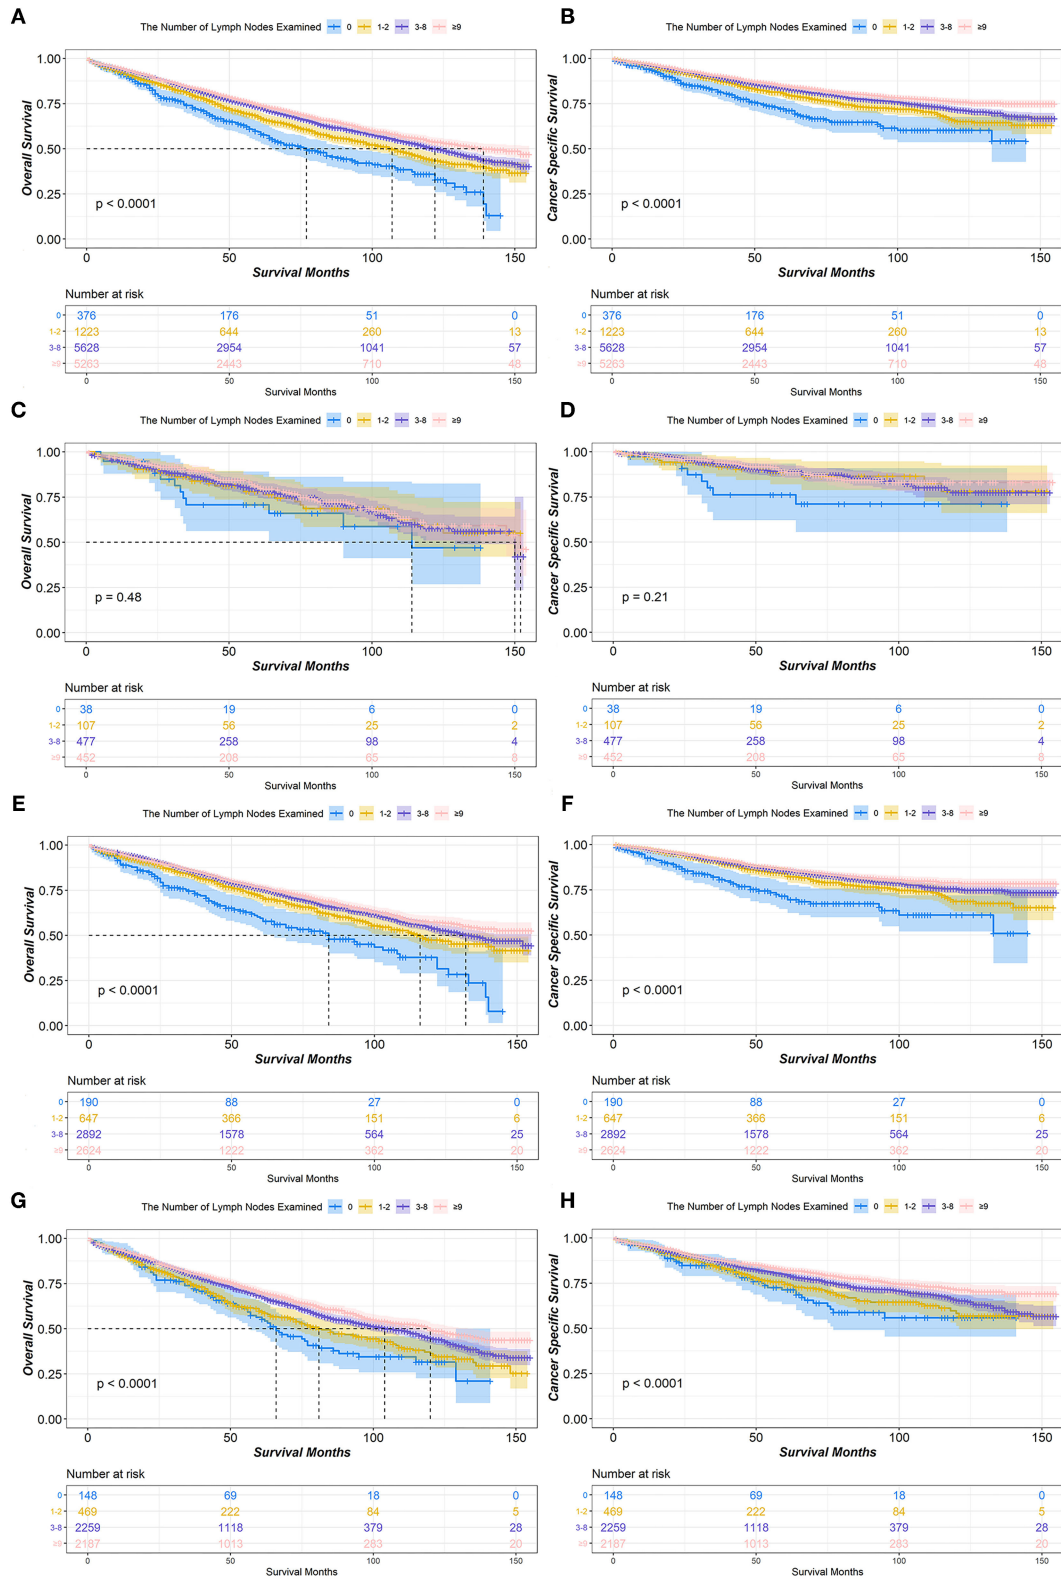 A
The Number of Lymph Nodes Examined 0 1-2 3-8 ≥9
Overall Survival
1.00
0.75
0.50
0.25
0.00
p < 0.0001
0 50 100 150
Survival Months
Number at risk
0 376 176 51 0
1-2 1223 644 260 13
3-8 5628 2954 1041 57
≥9 5263 2443 710 48
0 50 100 150
Survival Months
B
The Number of Lymph Nodes Examined 0 1-2 3-8 ≥9
Cancer Specific Survival
1.00
0.75
0.50
0.25
0.00
p < 0.0001
0 50 100 150
Survival Months
Number at risk
0 376 176 51 0
1-2 1223 644 260 13
3-8 5628 2954 1041 57
≥9 5263 2443 710 48
0 50 100 150
Survival Months
C
The Number of Lymph Nodes Examined 0 1-2 3-8 ≥9
Overall Survival
1.00
0.75
0.50
0.25
0.00
p = 0.48
0 50 100 150
Survival Months
Number at risk
0 38 19 6 0
1-2 107 56 25 2
3-8 477 258 98 4
≥9 452 208 65 8
0 50 100 150
Survival Months
D
The Number of Lymph Nodes Examined 0 1-2 3-8 ≥9
Cancer Specific Survival
1.00
0.75
0.50
0.25
0.00
p = 0.21
0 50 100 150
Survival Months
Number at risk
0 38 19 6 0
1-2 107 56 25 2
3-8 477 258 98 4
≥9 452 208 65 8
0 50 100 150
Survival Months
E
The Number of Lymph Nodes Examined 0 1-2 3-8 ≥9
Overall Survival
1.00
0.75
0.50
0.25
0.00
p < 0.0001
0 50 100 150
Survival Months
Number at risk
0 190 88 27 0
1-2 647 366 151 6
3-8 2892 1578 564 25
≥9 2624 1222 362 20
0 50 100 150
Survival Months
F
The Number of Lymph Nodes Examined 0 1-2 3-8 ≥9
Cancer Specific Survival
1.00
0.75
0.50
0.25
0.00
p < 0.0001
0 50 100 150
Survival Months
Number at risk
0 190 88 27 0
1-2 647 366 151 6
3-8 2892 1578 564 25
≥9 2624 1222 362 20
0 50 100 150
Survival Months
G
The Number of Lymph Nodes Examined 0 1-2 3-8 ≥9
Overall Survival
1.00
0.75
0.50
0.25
0.00
p < 0.0001
0 50 100 150
Survival Months
Number at risk
0 148 69 18 0
1-2 469 222 84 5
3-8 2259 1118 379 28
≥9 2187 1013 283 20
0 50 100 150
Survival Months
H
The Number of Lymph Nodes Examined 0 1-2 3-8 ≥9
Cancer Specific Survival
1.00
0.75
0.50
0.25
0.00
p < 0.0001
0 50 100 150
Survival Months
Number at risk
0 148 69 18 0
1-2 469 222 84 5
3-8 2259 1118 379 28
≥9 2187 1013 283 20
0 50 100 150
Survival Months